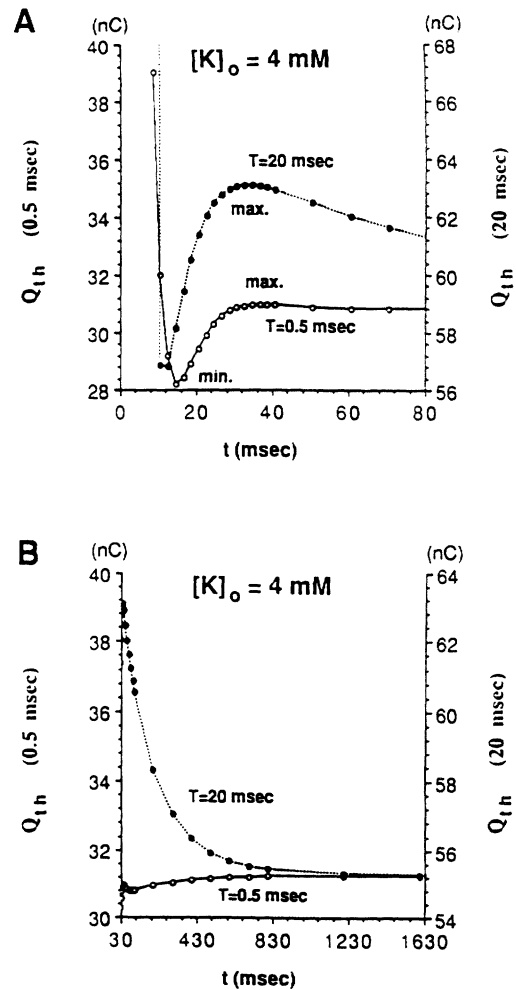 A
(nC)
(nC)
[K]o = 4 mM
40
38
36
34
32
30
28
68
66
64
62
60
58
56
Qth (0.5 msec)
Qth (20 msec)
T=20 msec
max.
max.
T=0.5 msec
min.
0
20
40
60
80
t (msec)
B
(nC)
(nC)
[K]o = 4 mM
40
38
36
34
32
30
64
62
60
58
56
54
Qth (0.5 msec)
Qth (20 msec)
T=20 msec
T=0.5 msec
30
430
830
1230
1630
t (msec)